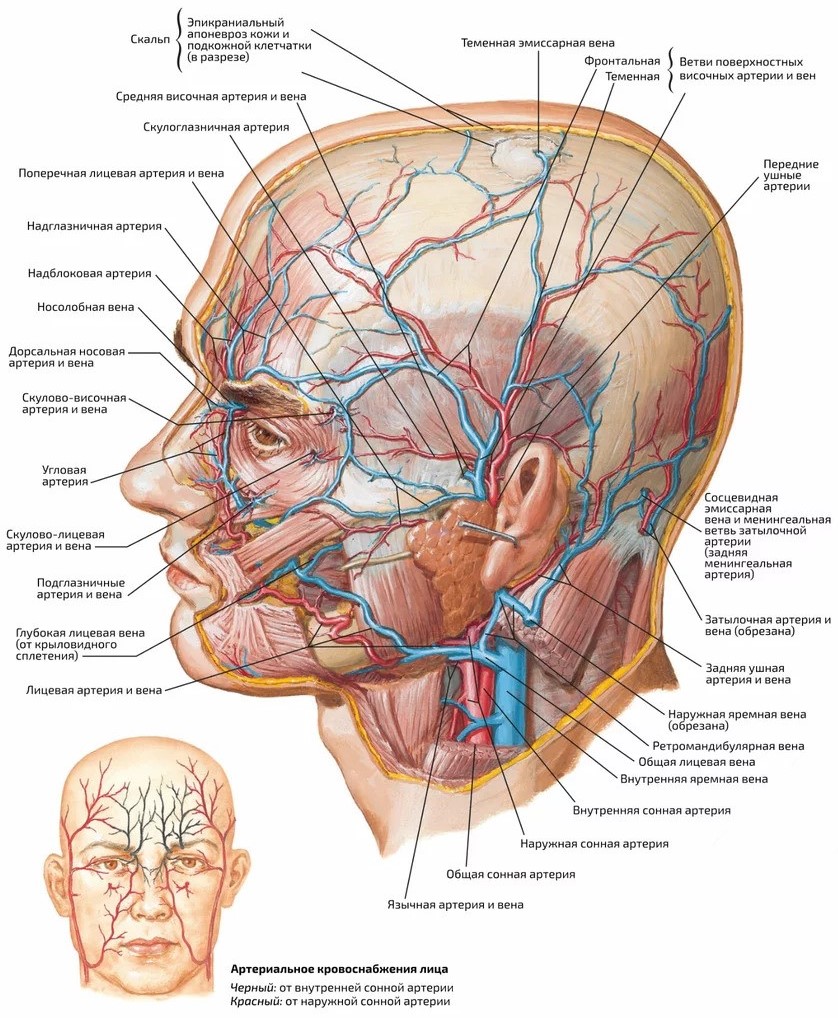 Скальп
Эпикраниальный
апоневроз кожи и
подкожной клетчатки
(в разрезе)
Теменная эмиссарная вена
Фронтальная
Теменная
Ветви поверхностных
височных артерии и вен
Средняя височная артерия и вена
Скулоглазничная артерия
Поперечная лицевая артерия и вена
Надглазничная артерия
Надблоковая артерия
Носолобная вена
Дорсальная носовая
артерия и вена
Скулово-височная
артерия и вена
Угловая
артерия
Скулово-лицевая
артерия и вена
Подглазничные
артерия и вена
Глубокая лицевая вена
(от крыловидного
сплетения)
Лицевая артерия и вена
Передние
ушные
артерии
Сосцевидная
эмиссарная
вена и менингеальная
ветвь затылочной
артерии
(задняя
менингеальная
артерия)
Затылочная артерия и
вена (обрезана)
Задняя ушная
артерия и вена
Наружная яремная вена
(обрезана)
Ретромандибулярная вена
Общая лицевая вена
Внутренняя яремная вена
Внутренняя сонная артерия
Наружная сонная артерия
Общая сонная артерия
Язычная артерия и вена
Артериальное кровоснабжения лица
Черный: от внутренней сонной артерии
Красный: от наружной сонной артерии